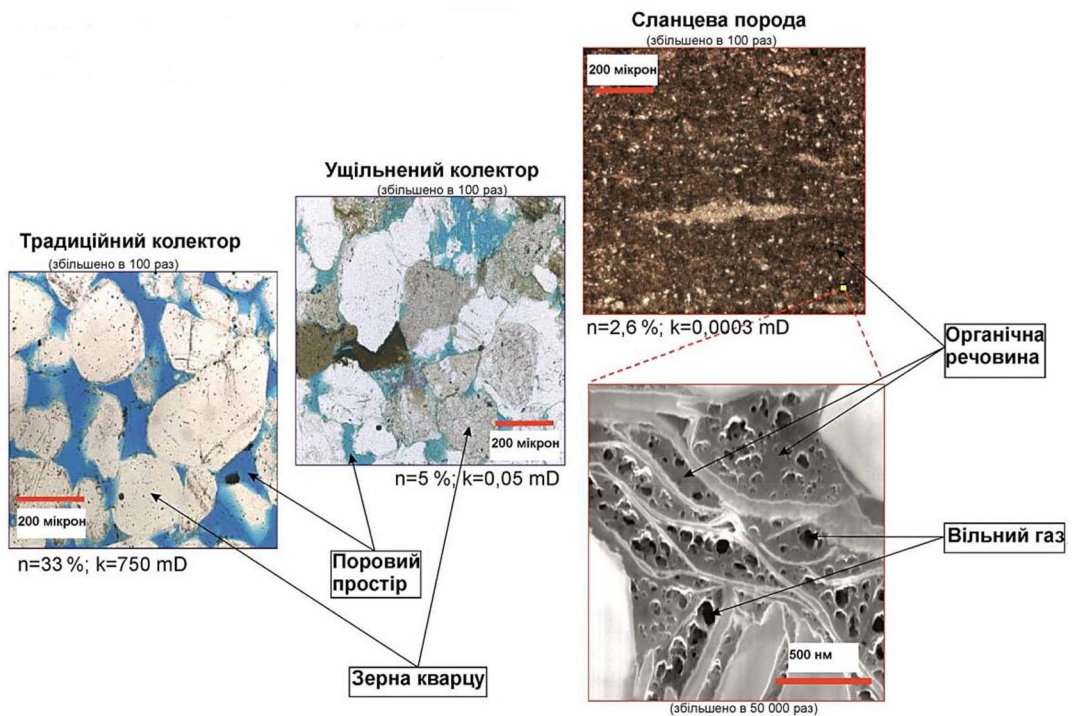 Сланцева порода
(збільшено в 100 раз)
200 мікрон
n=2,6 %; k=0,0003 mD
Ущільнений колектор
(збільшено в 100 раз)
200 мікрон
n=5 %; k=0,05 mD
Традиційний колектор
(збільшено в 100 раз)
200 мікрон
n=33 %; k=750 mD
Органічна
речовина
Вільний газ
Поровий
простір
Зерна кварцу
500 нм
(збільшено в 50 000 раз)